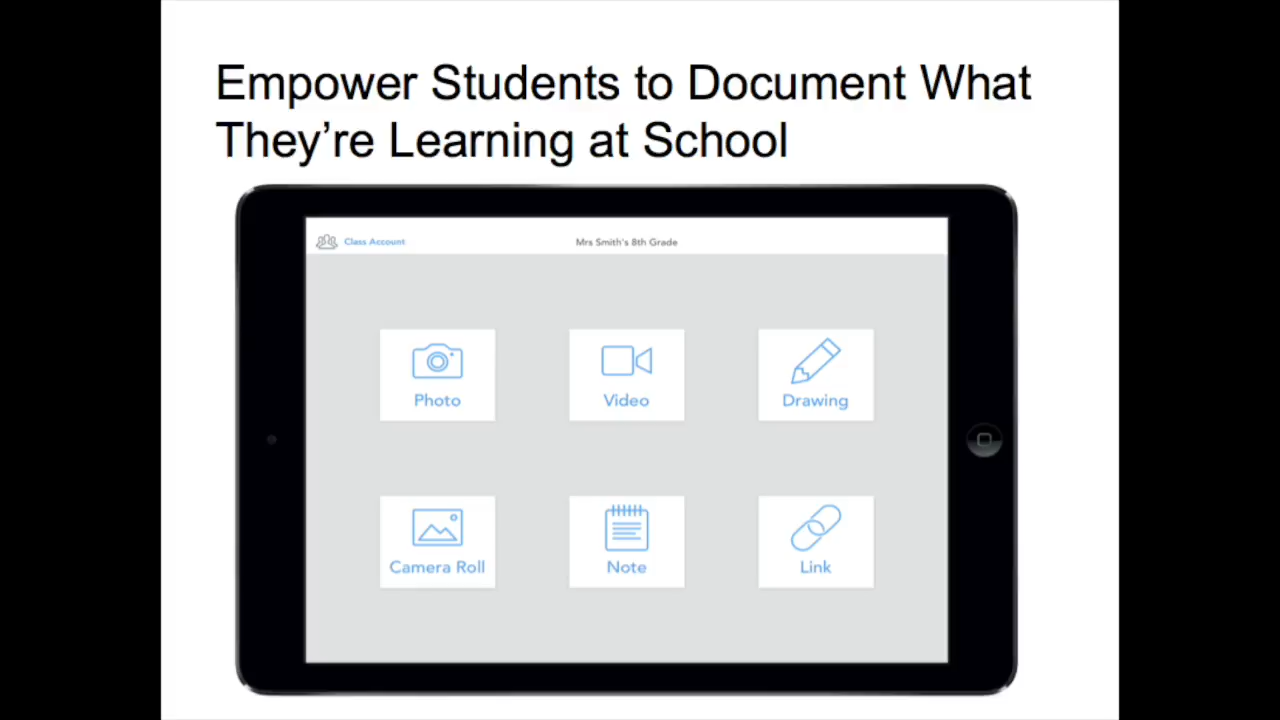 Empower Students to Document What
They’re Learning at School
Class Account
Mrs Smith's 8th Grade
Photo
Video
Drawing
Camera Roll
Note
Link